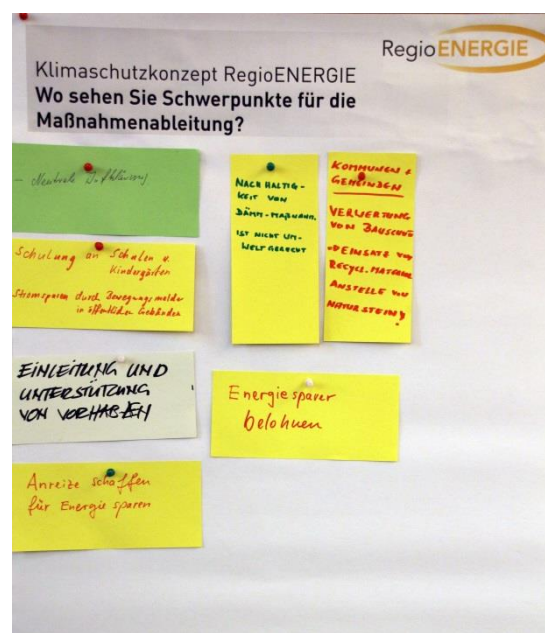 RegioENERGIE
Klimaschutzkonzept RegioENERGIE
Wo sehen Sie Schwerpunkte für die
Maßnahmenableitung?
- Neutrale Aufklärung
Schulung an Schulen u.
Kindergärten
Stromsparen durch Bewegungsmelder
in öffentlichen Gebäuden
EINLEITUNG UND
UNTERSTÜTZUNG
VON VORHABEN
Anreize schaffen
für Energie sparen
NACHHALTIG-
KEIT VON
DÄMM-MAßNAHM.
IST NICHT UM-
WELT GERECHT
KOMMUNEN +
GEMEINDEN
VERWERTUNG
VON BAUSCHUTT
EINSATZ VON
RECYCL. MATERIAL
ANSTELLE VON
NATURSTEIN!
Energiesparer
belohnen